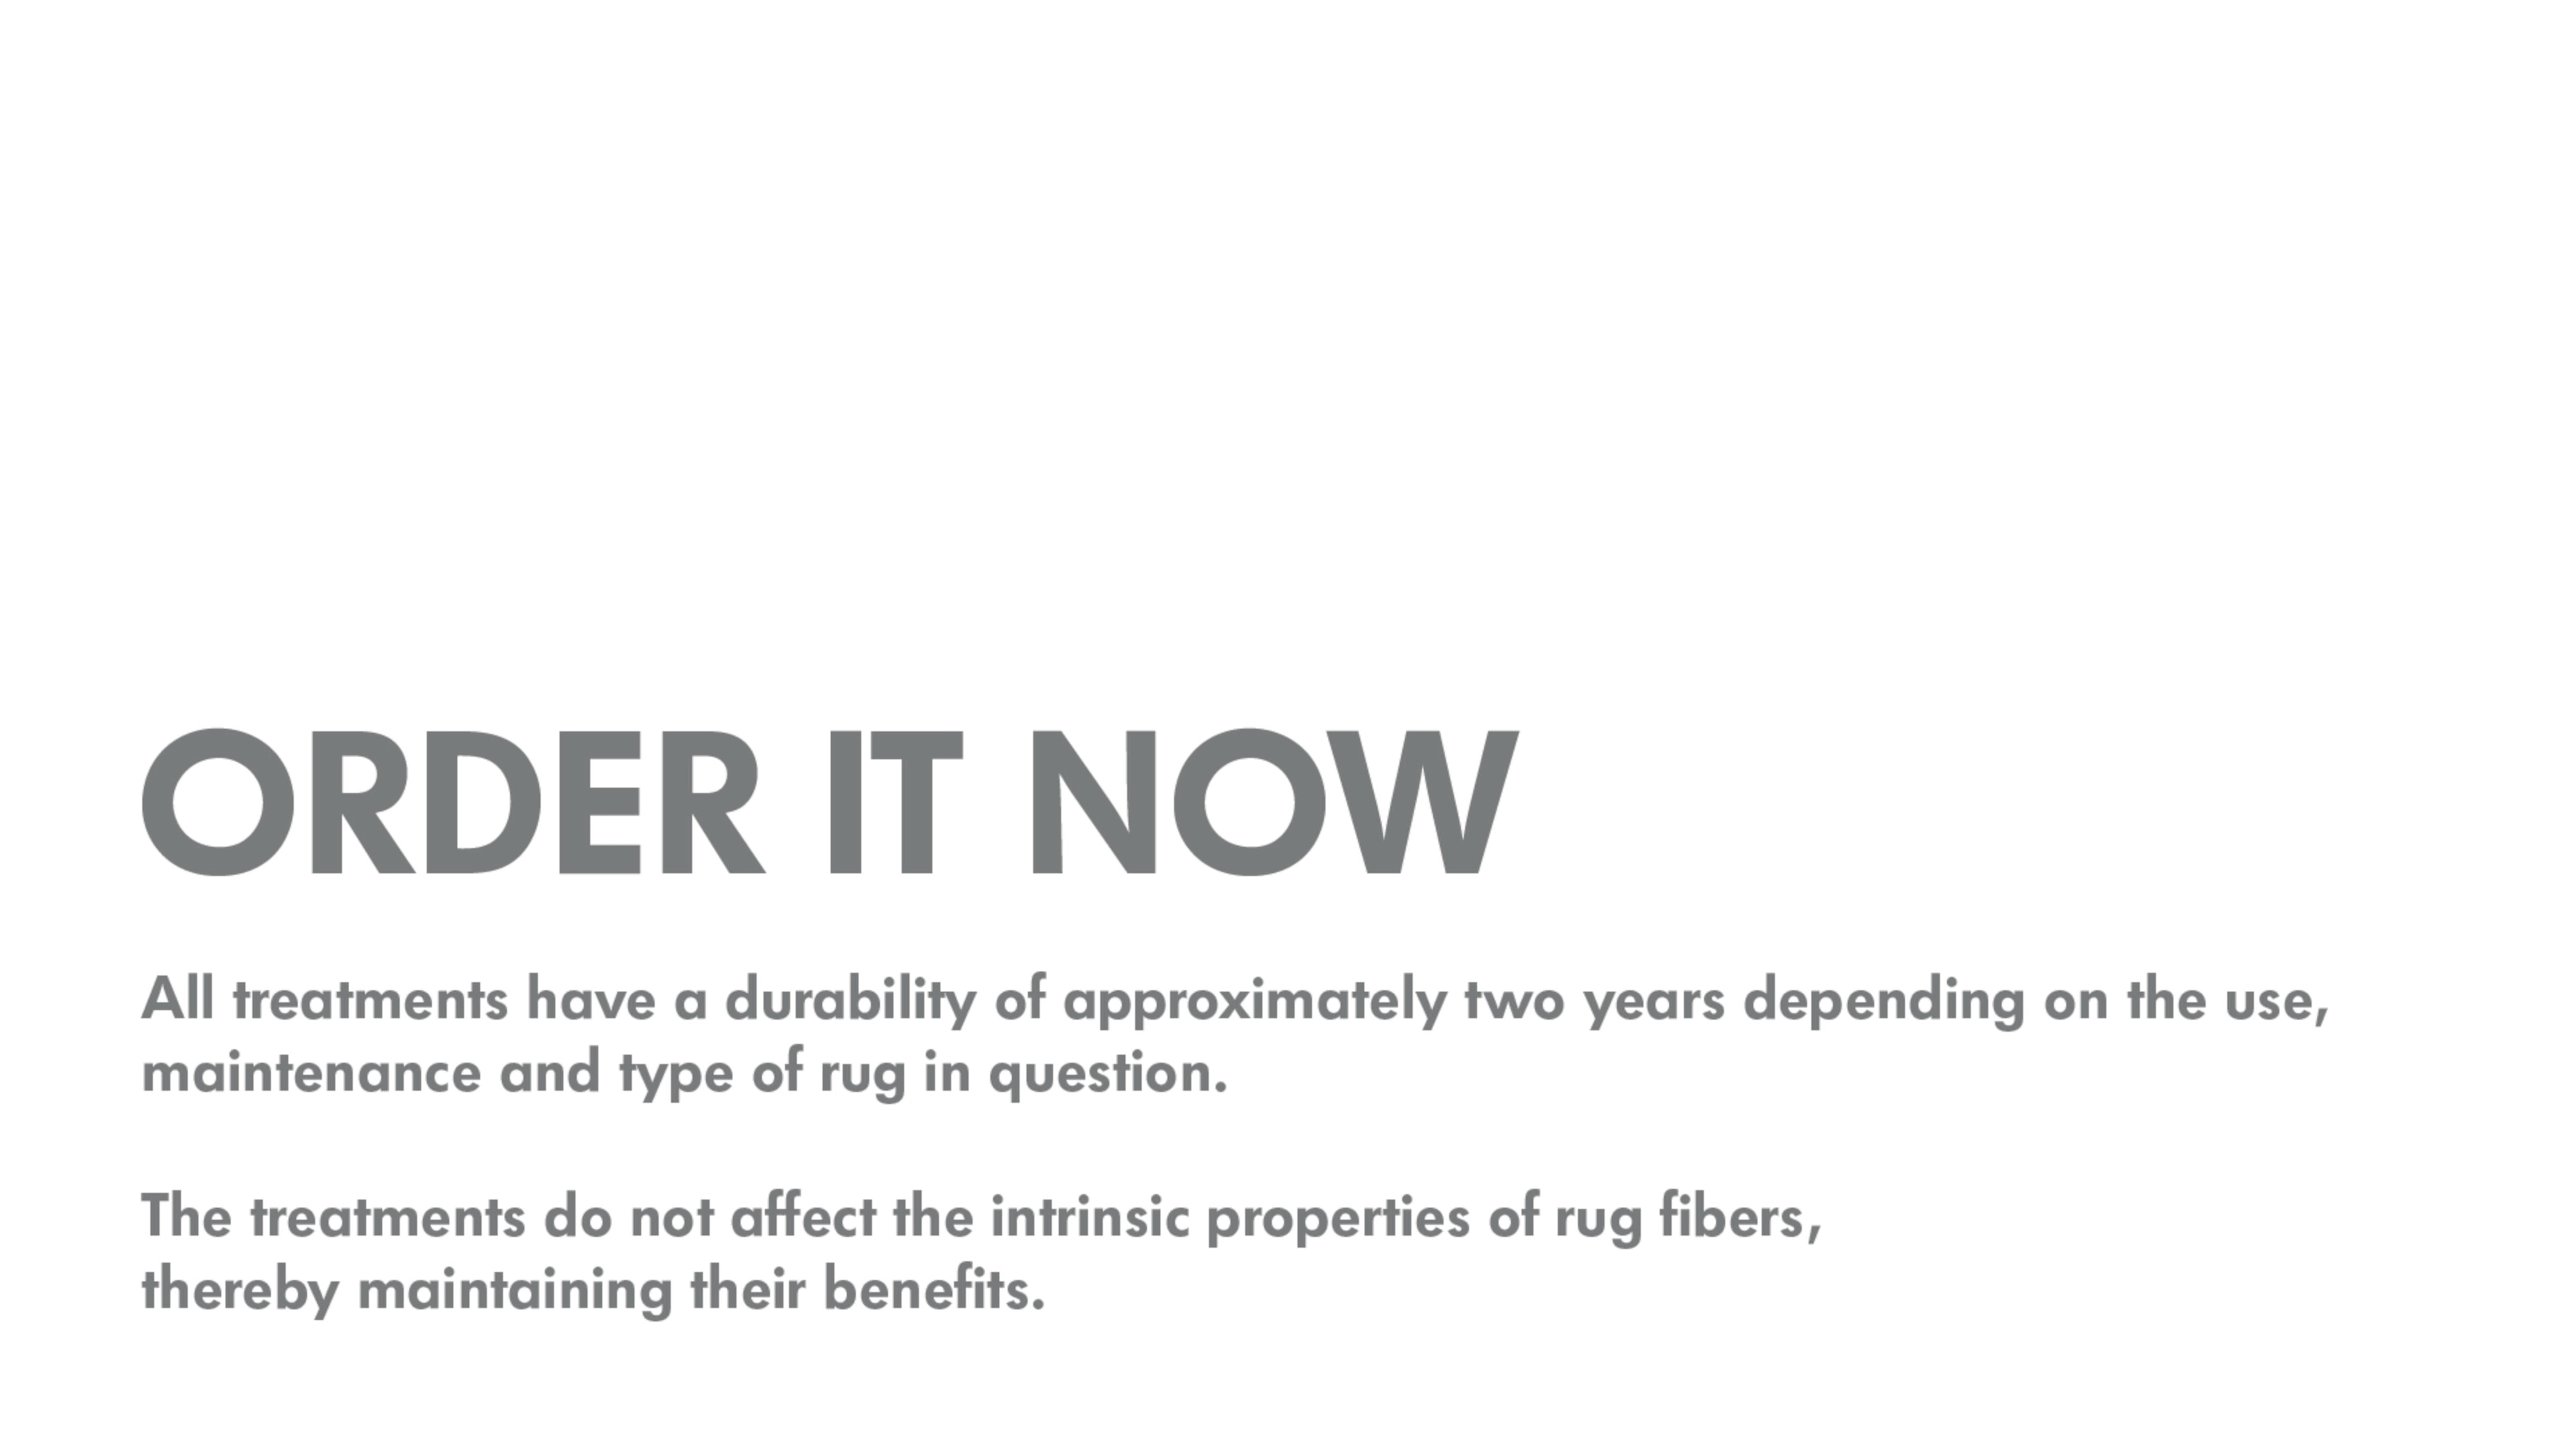 ORDER IT NOW
All treatments have a durability of approximately two years depending on the use,
maintenance and type of rug in question.
The treatments do not affect the intrinsic properties of rug fibers,
thereby maintaining their benefits.